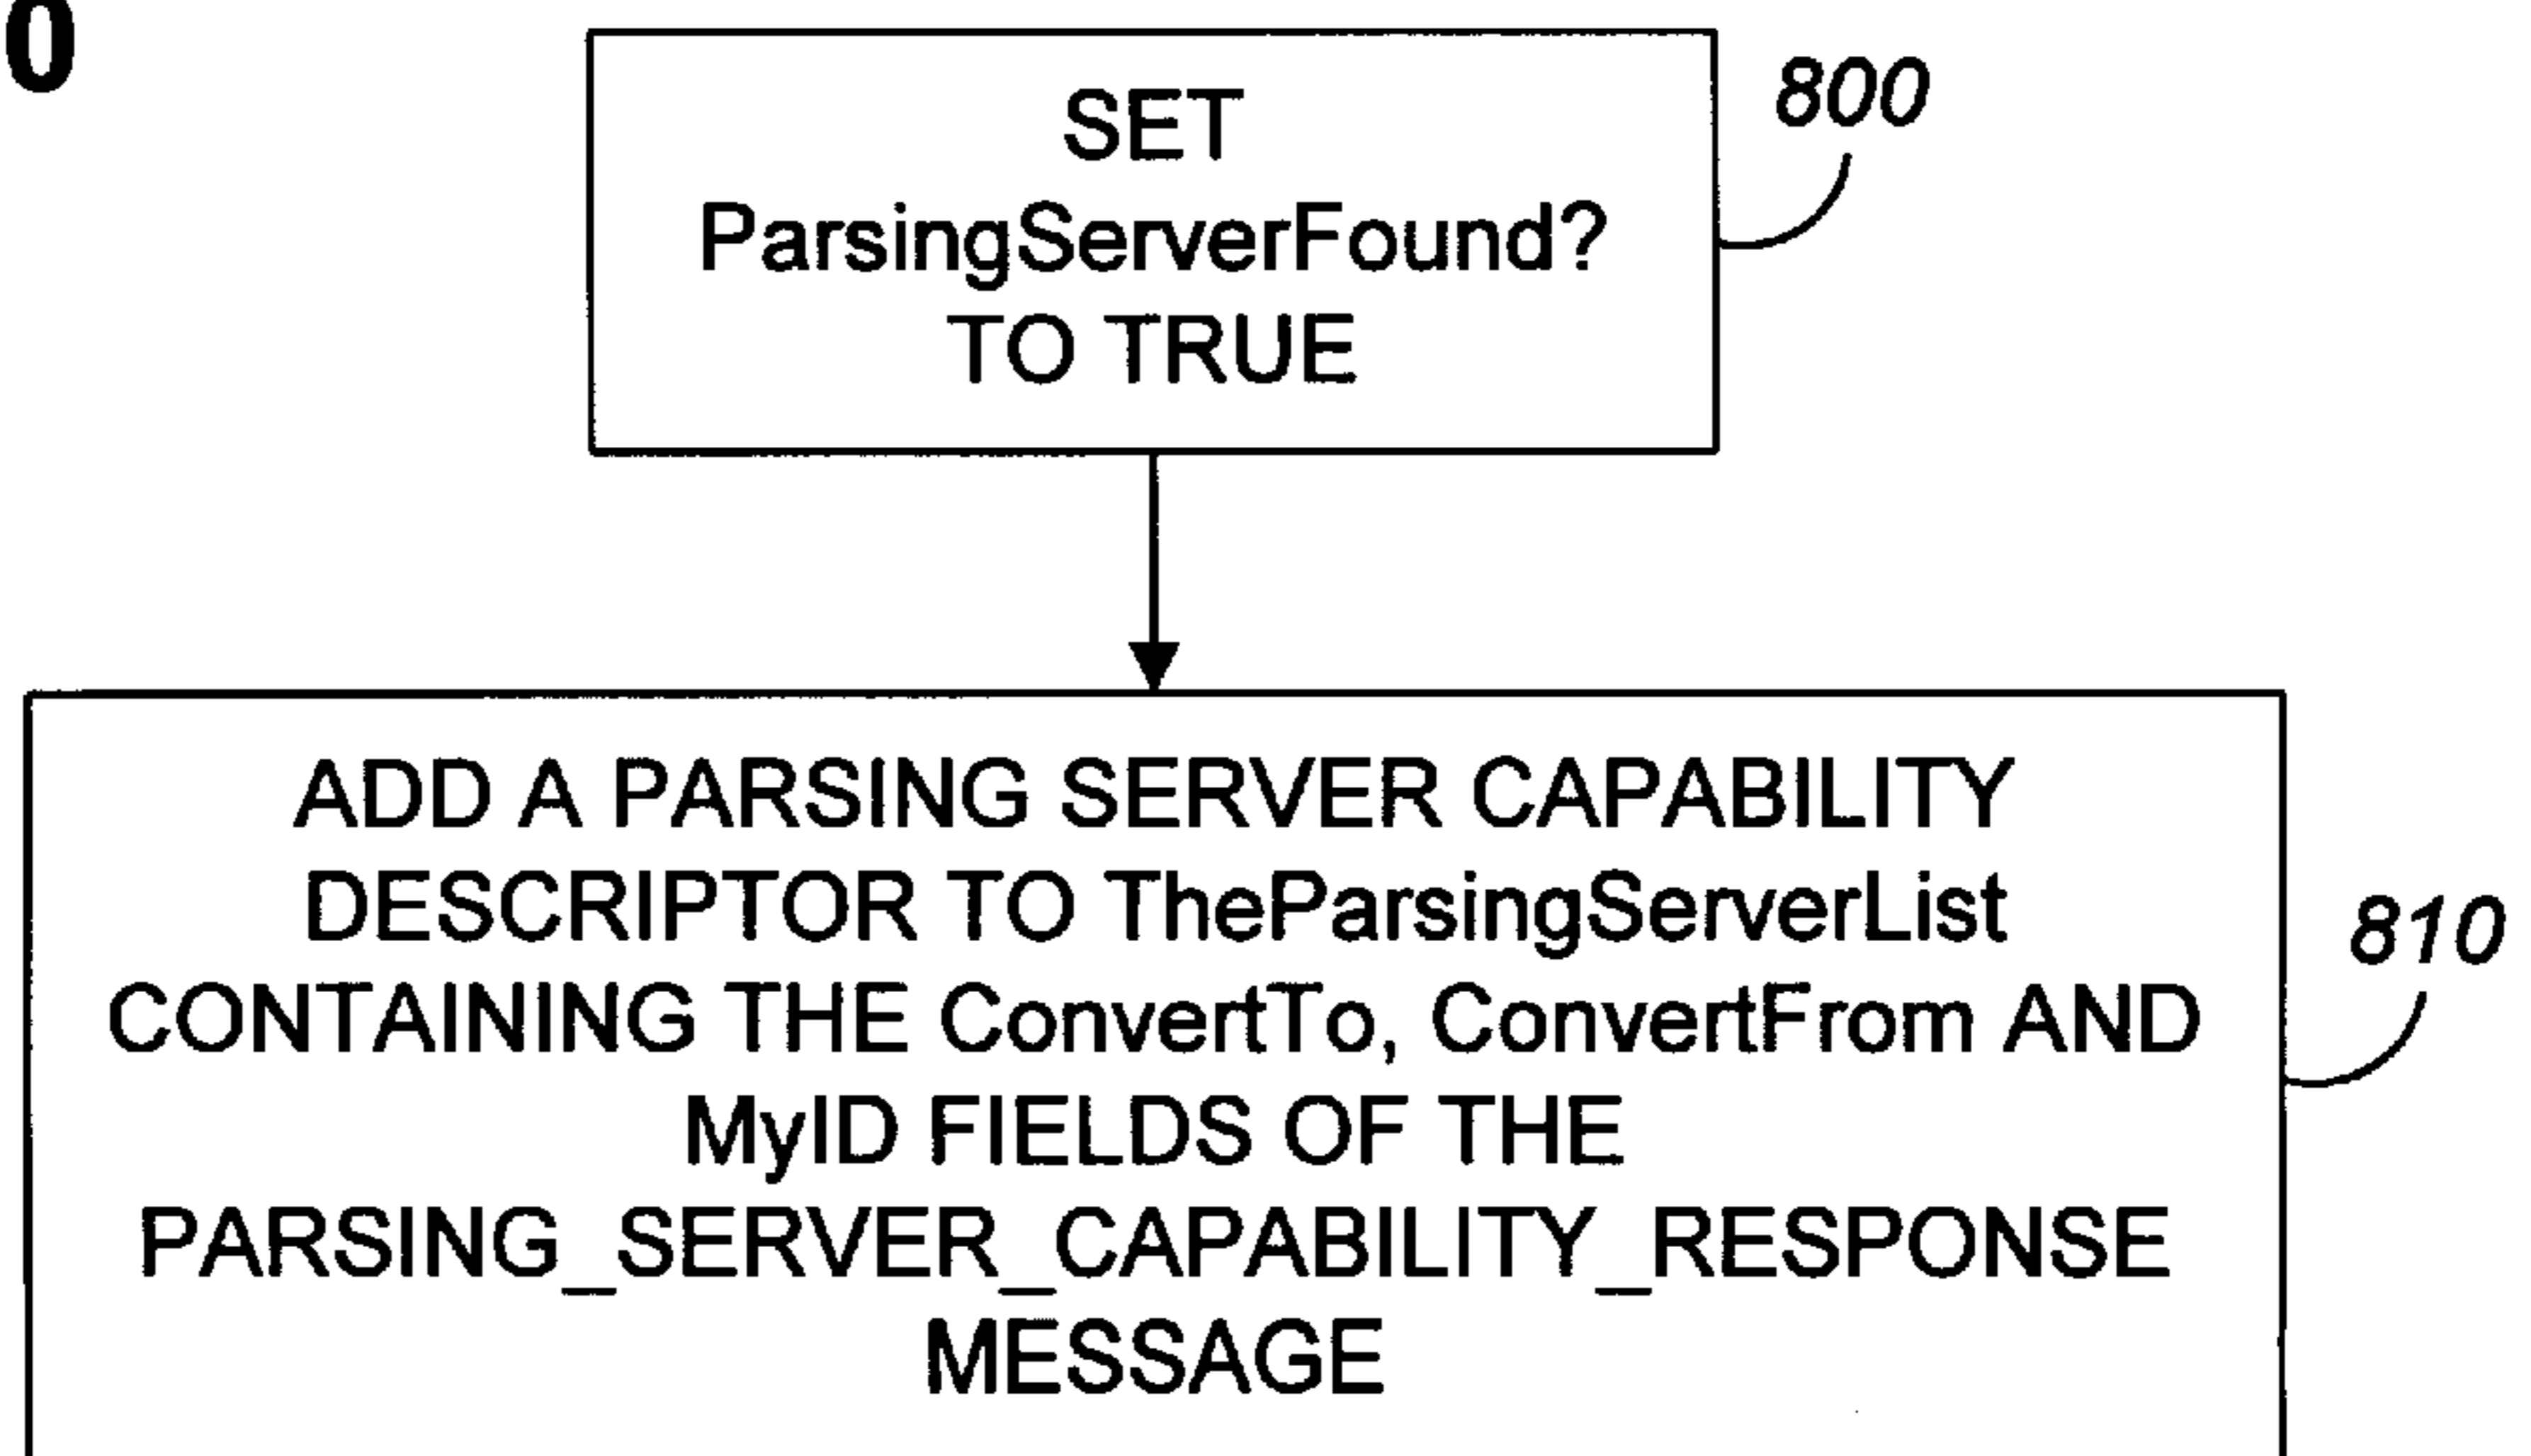 0
SET
ParsingServerFound?
TO TRUE
800
ADD A PARSING SERVER CAPABILITY
DESCRIPTOR TO TheParsingServerList
CONTAINING THE ConvertTo, ConvertFrom AND
MyID FIELDS OF THE
PARSING_SERVER_CAPABILITY_RESPONSE
MESSAGE
810